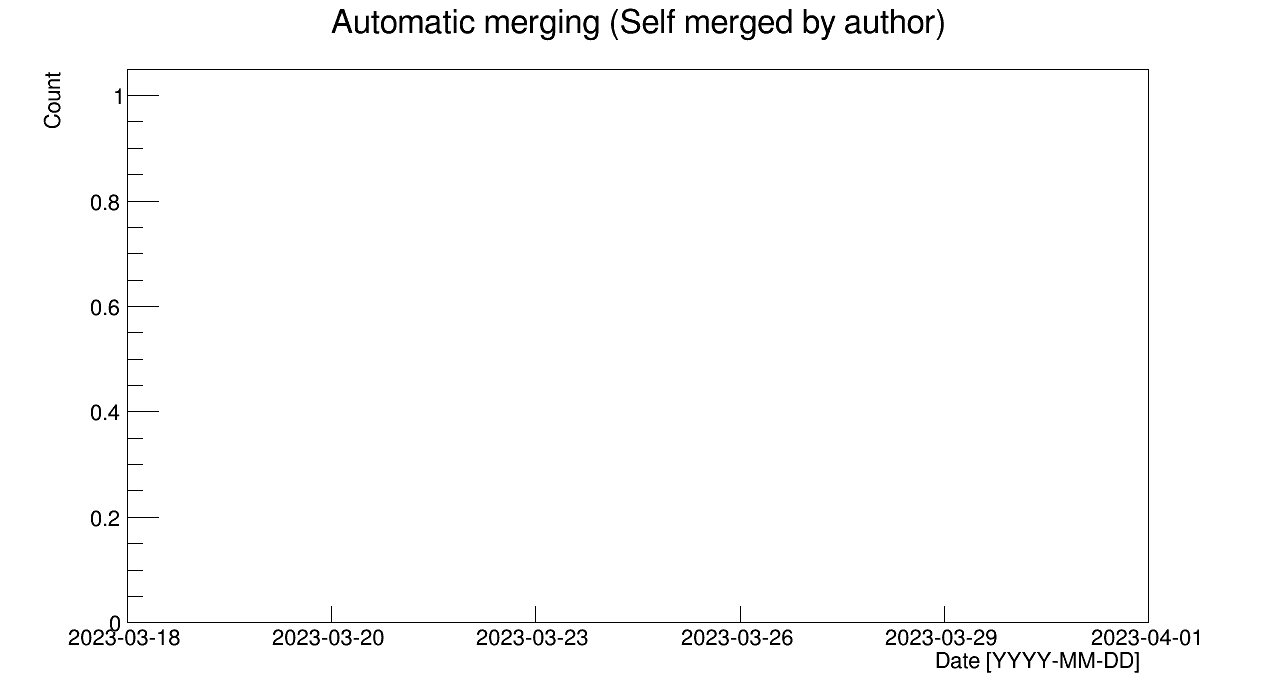 Automatic merging (Self merged by author)
Count
1
0.8
0.6
0.4
0.2
0
2023-03-18 2023-03-20 2023-03-23 2023-03-26 2023-03-29 2023-04-01
Date [YYYY-MM-DD]